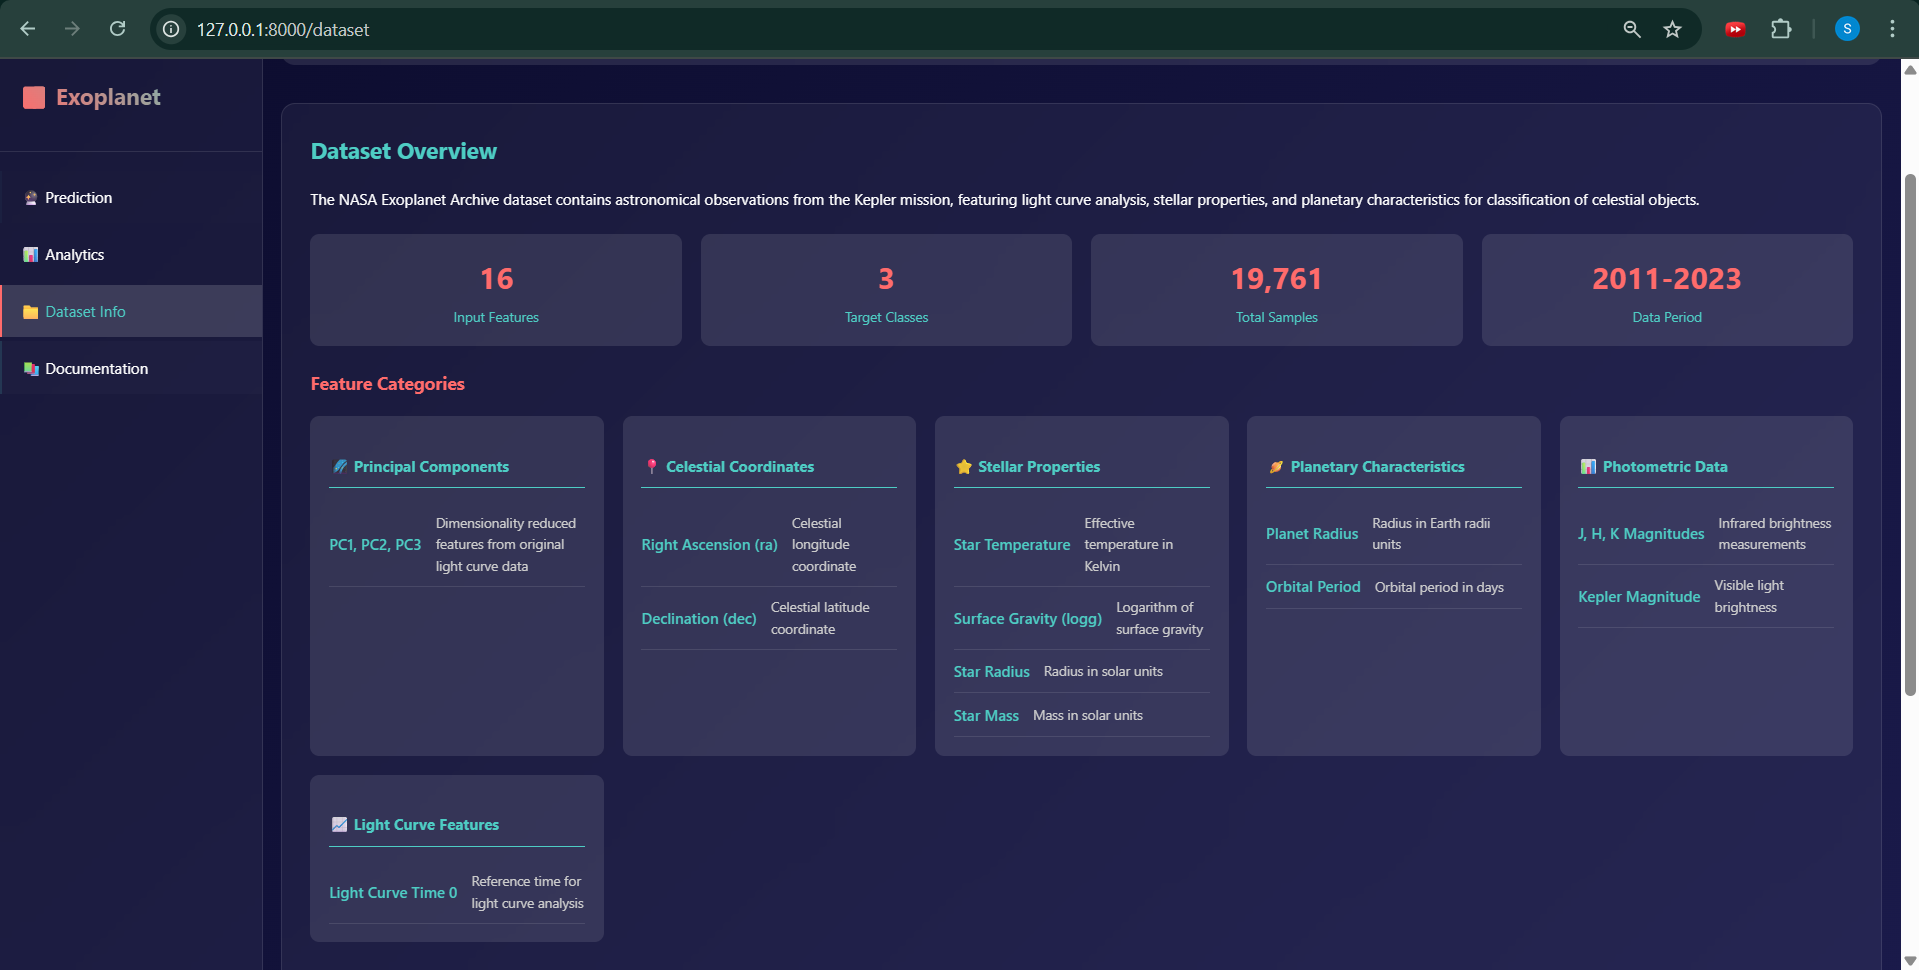 127.0.0.1:8000/dataset
S
Exoplanet
Prediction
Analytics
Dataset Info
Documentation
Dataset Overview
The NASA Exoplanet Archive dataset contains astronomical observations from the Kepler mission, featuring light curve analysis, stellar properties, and planetary characteristics for classification of celestial objects.
16
Input Features
3
Target Classes
19,761
Total Samples
2011-2023
Data Period
Feature Categories
Principal Components
PC1, PC2, PC3
Dimensionality reduced
features from original
light curve data
Celestial Coordinates
Right Ascension (ra)
Celestial
longitude
coordinate
Declination (dec)
Celestial latitude
coordinate
Stellar Properties
Star Temperature
Effective
temperature in
Kelvin
Surface Gravity (logg)
Logarithm of
surface gravity
Star Radius
Radius in solar units
Star Mass
Mass in solar units
Planetary Characteristics
Planet Radius
Radius in Earth radii
units
Orbital Period
Orbital period in days
Photometric Data
J, H, K Magnitudes
Infrared brightness
measurements
Kepler Magnitude
Visible light
brightness
Light Curve Features
Light Curve Time 0
Reference time for
light curve analysis